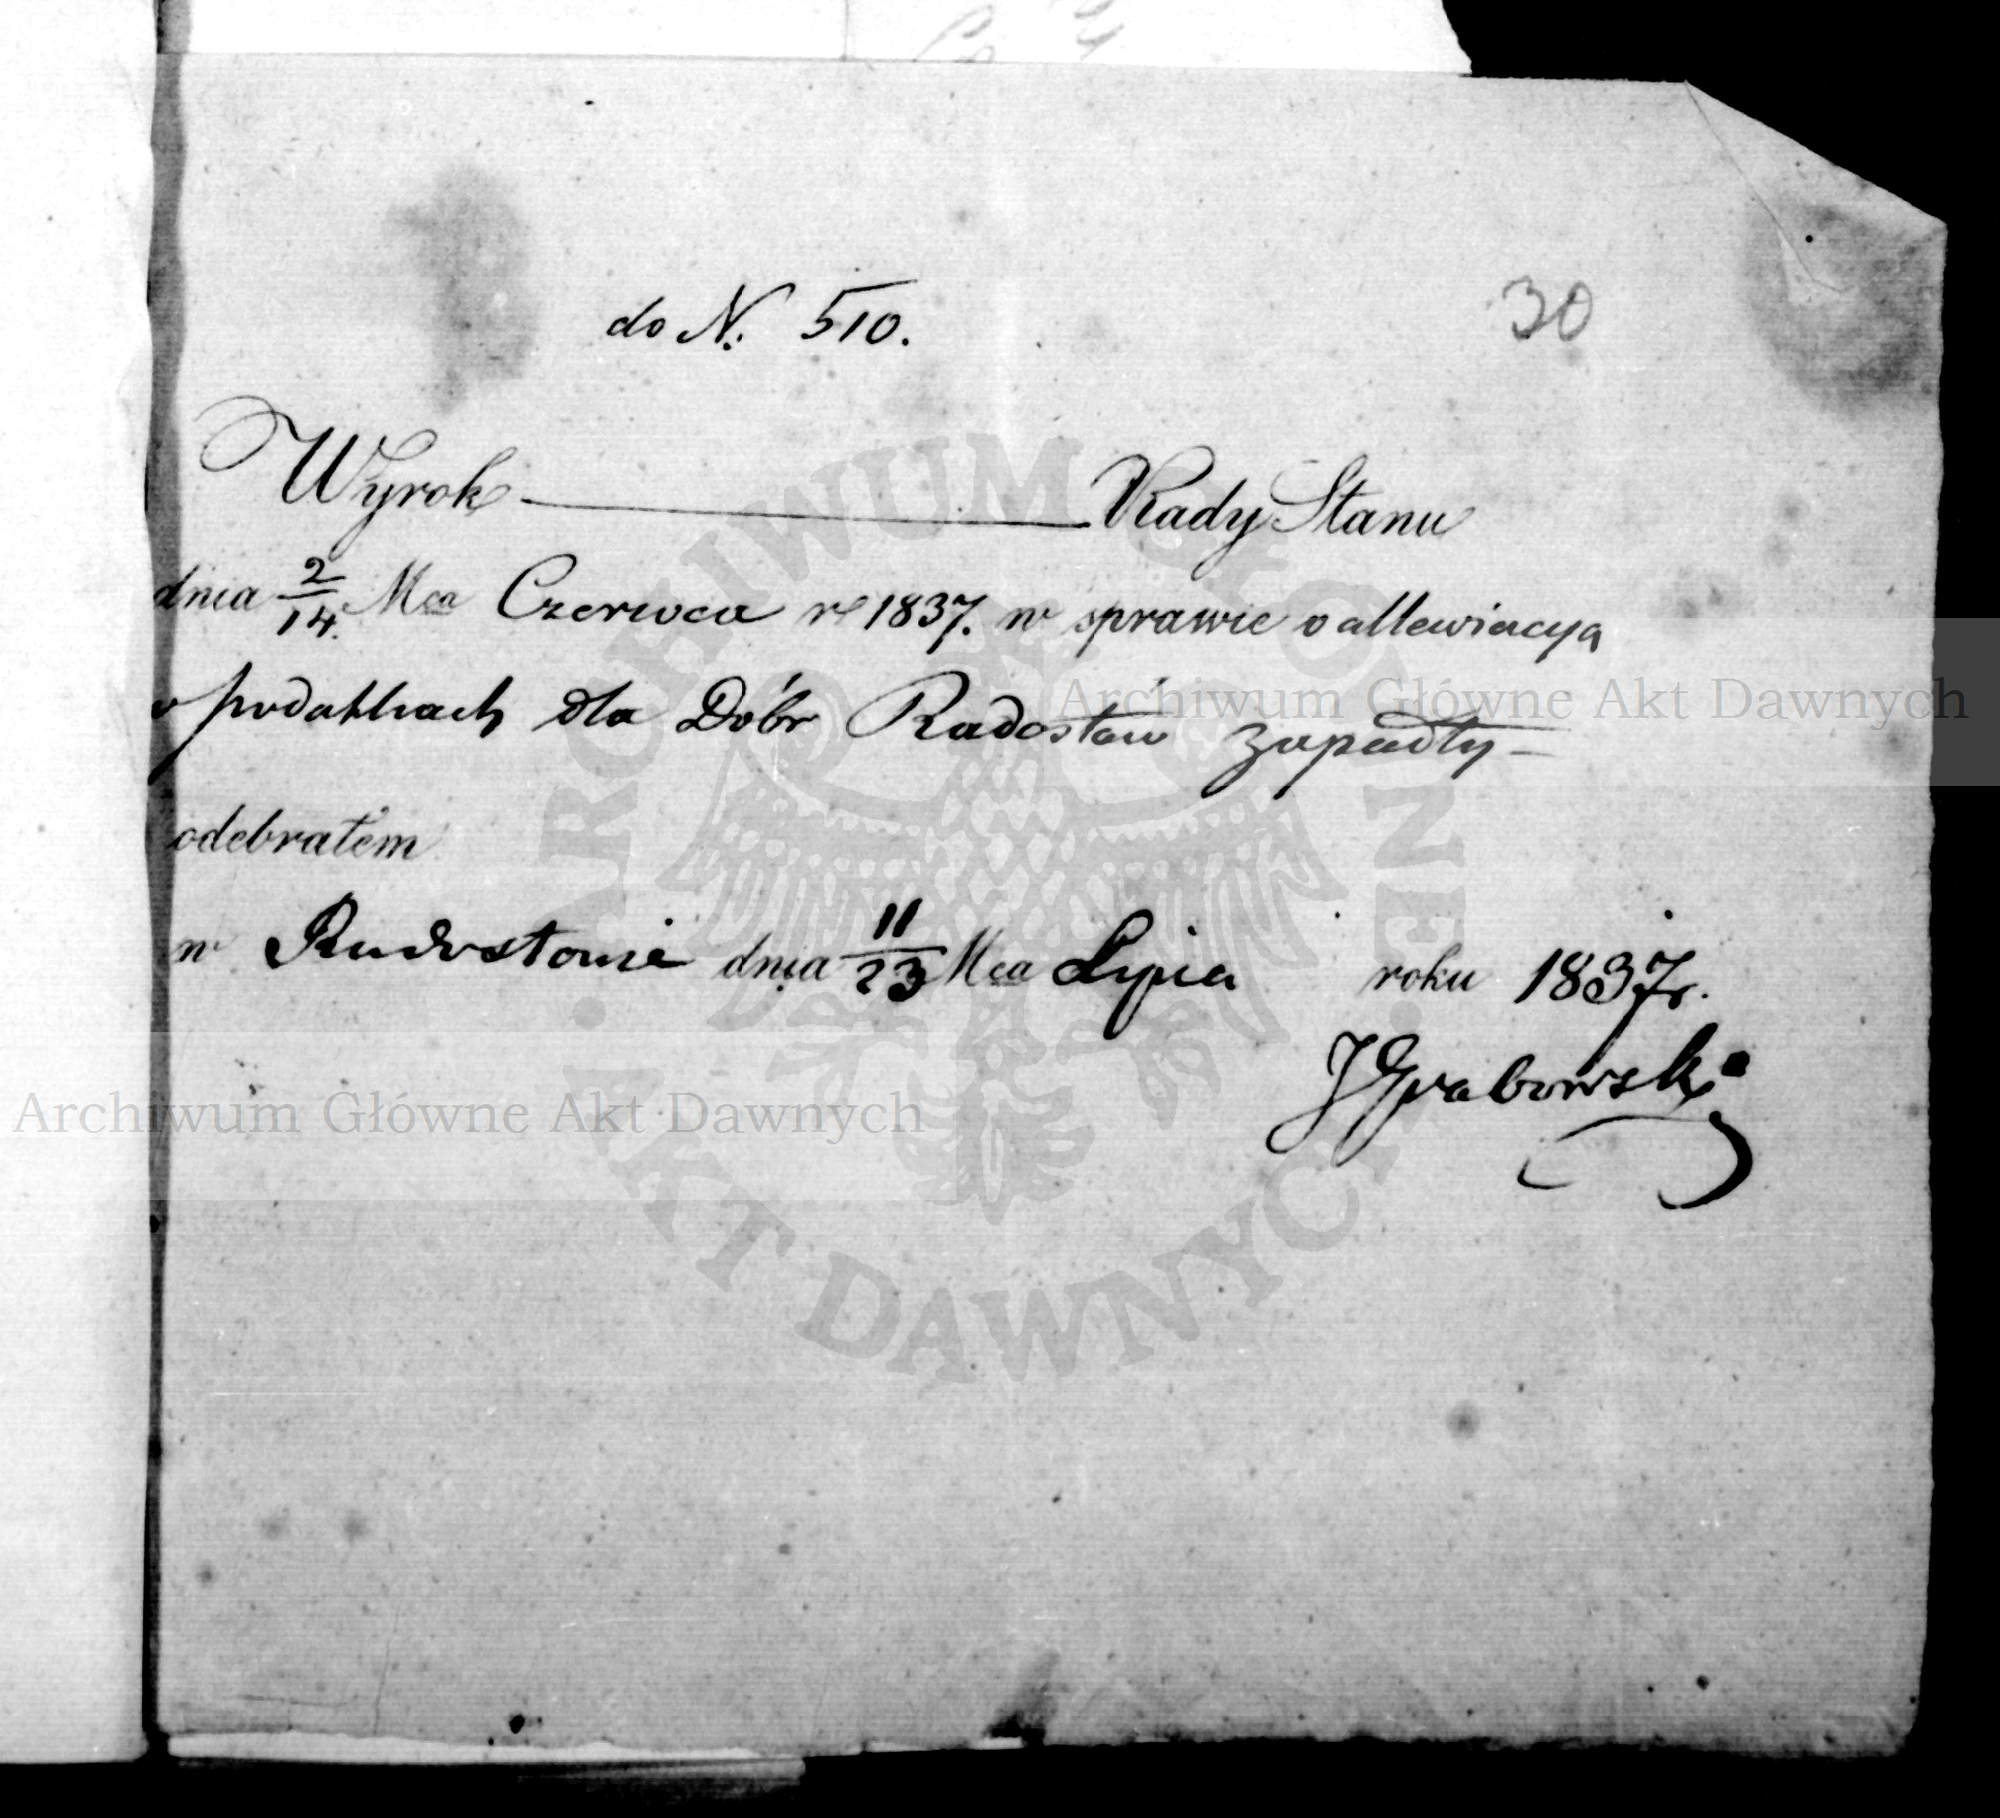 do N. 510.
30
Wyrok Rady Stanu
dnia 2/14. Mca Czerwca r. 1837. w sprawie o allewiacyą
w podatkach dla Dóbr Radostów zapadły
odebrałem
w Radostowie dnia 11/23 Mca Lipca roku 1837r.
JGrabowski
Archiwum Główne Akt Dawnych
Archiwum Główne Akt Dawnych
ARCHIWUM GŁÓWNE AKT DAWNYCH